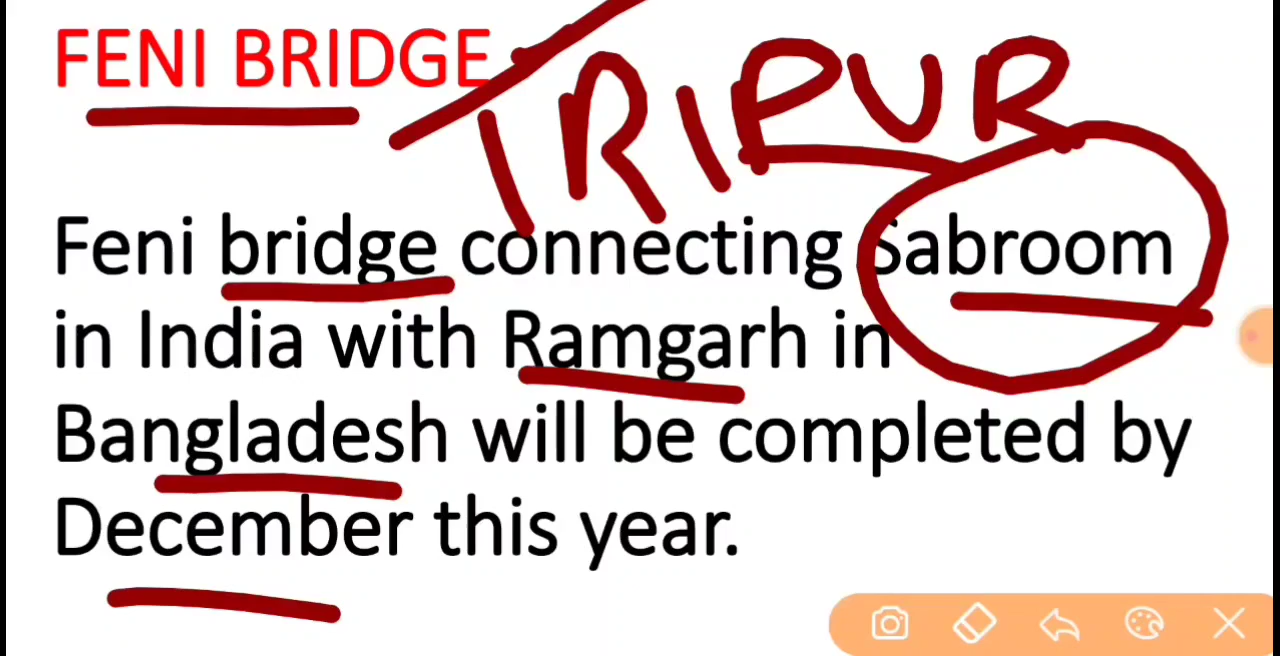 FENI BRIDGE
TRIPUR
Feni bridge connecting Sabroom
in India with Ramgarh in
Bangladesh will be completed by
December this year.